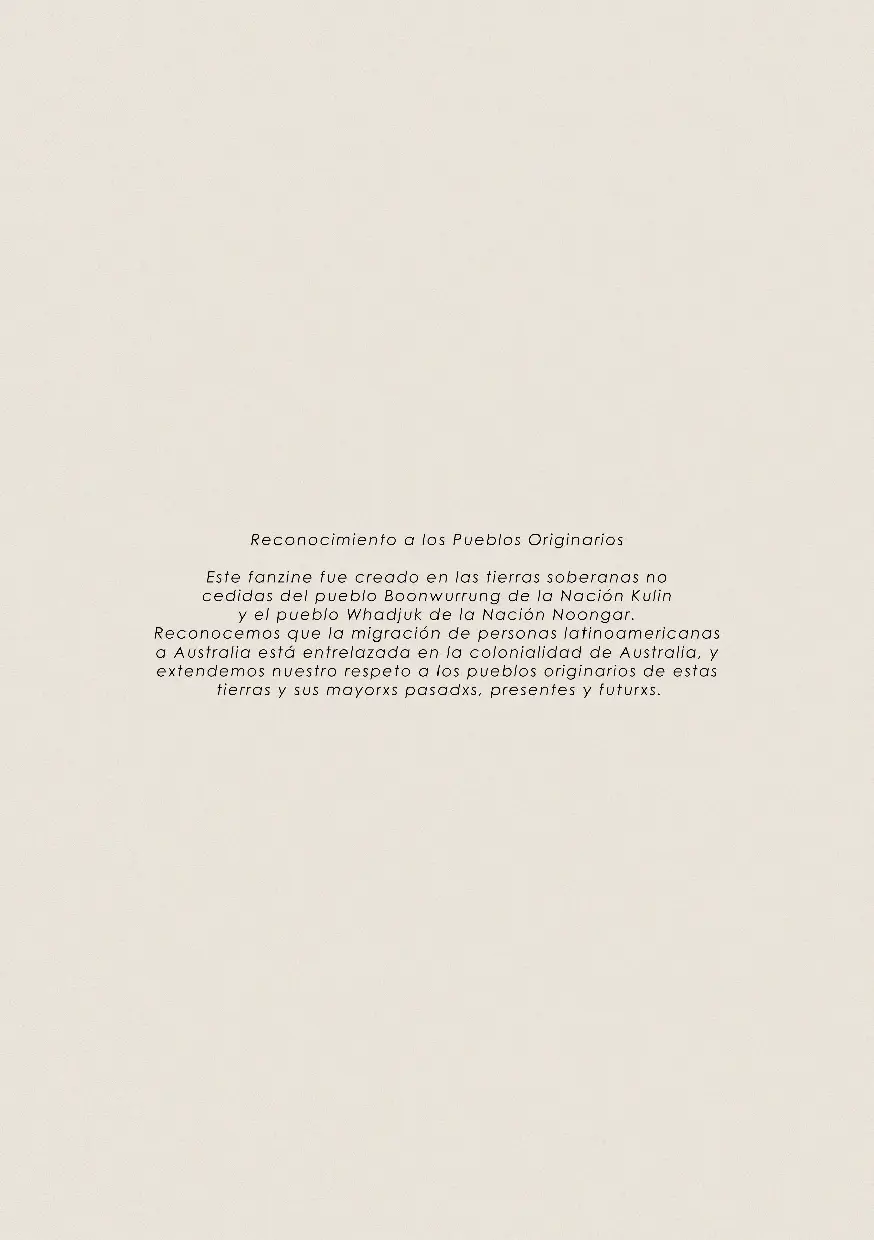 Reconocimiento a los Pueblos Originarios
Este fanzine fue creado en las tierras soberanas no
cedidas del pueblo Boonwurrung de la Nación Kulin
y el pueblo Whadjuk de la Nación Noongar.
Reconocemos que la migración de personas latinoamericanas
a Australia está entrelazada en la colonialidad de Australia, y
extendemos nuestro respeto a los pueblos originarios de estas
tierras y sus mayorxs pasadxs, presentes y futurxs.